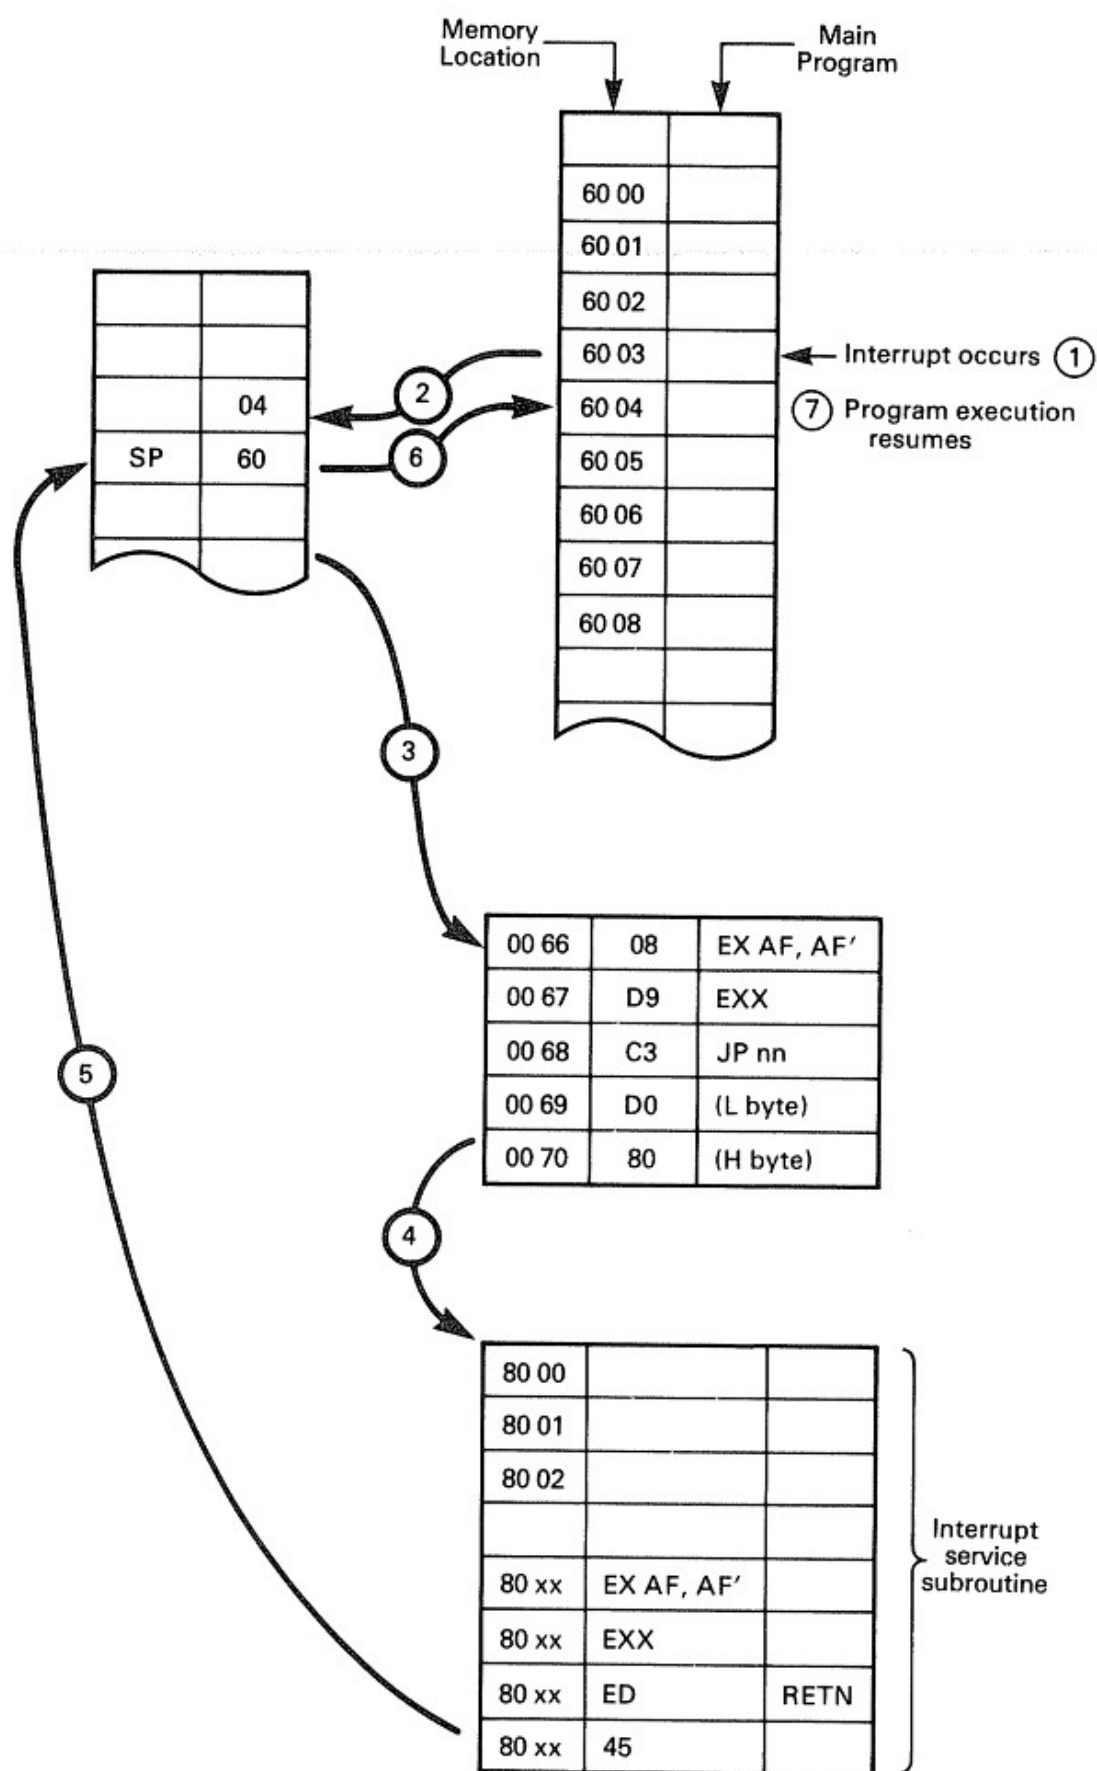 Memory
Location
Main
Program
60 00
60 01
60 02
60 03
Interrupt occurs 1
2
04
60 04
7 Program execution
resumes
SP 60
6
60 05
60 06
60 07
60 08
3
00 66 08 EX AF, AF′
00 67 D9 EXX
00 68 C3 JP nn
00 69 D0 (L byte)
00 70 80 (H byte)
5
4
80 00
80 01
80 02
Interrupt
service
subroutine
80 xx EX AF, AF′
80 xx EXX
80 xx ED RETN
80 xx 45